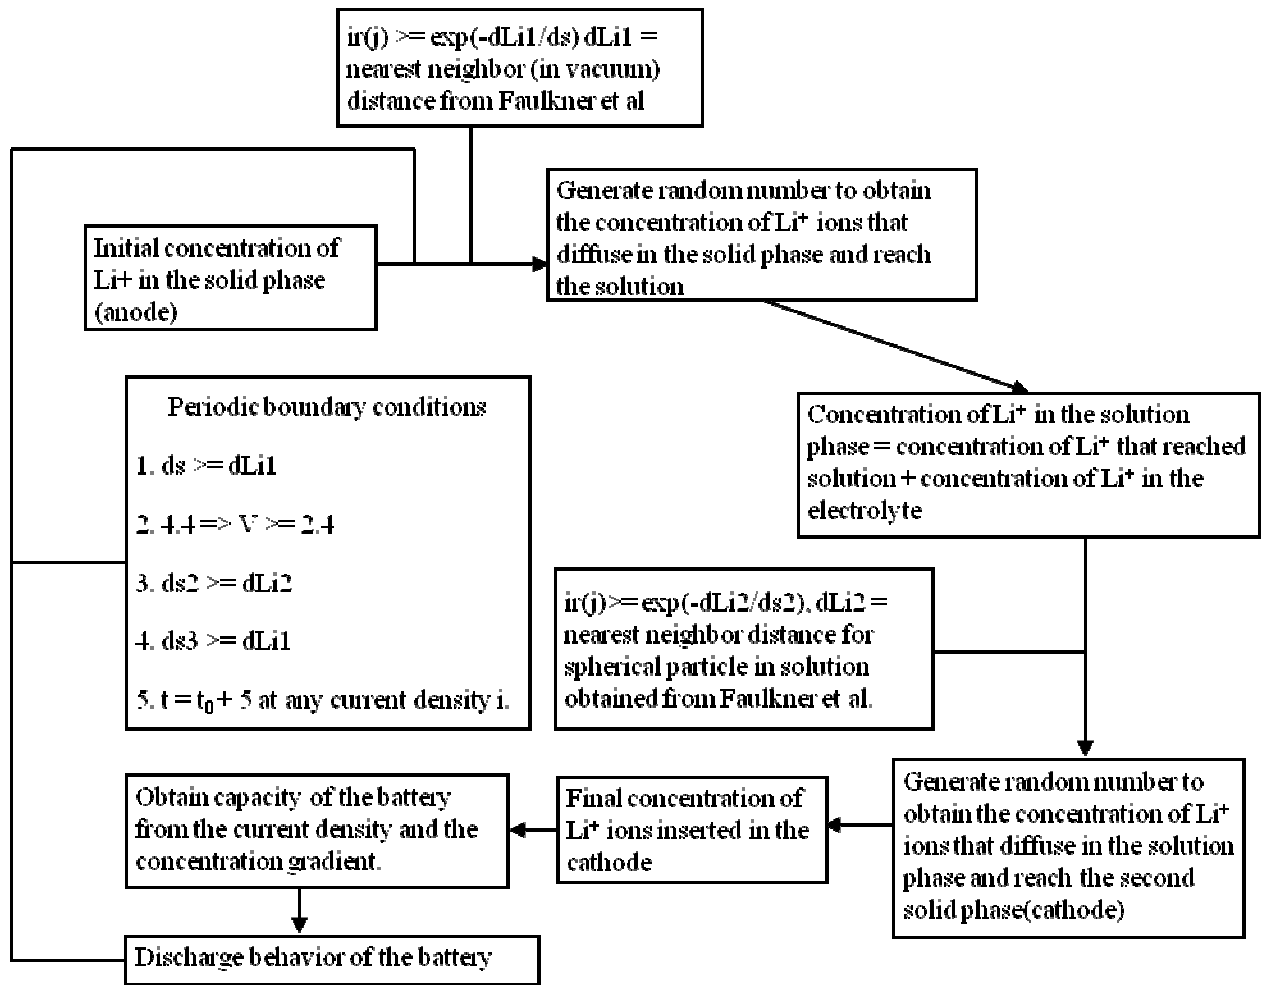 ir(j) >= exp(-dLi1/ds) dLi1 =
nearest neighbor (in vacuum)
distance from Faulkner et al
Generate random number to obtain
the concentration of Li⁺ ions that
diffuse in the solid phase and reach
the solution
Initial concentration of
Li+ in the solid phase
(anode)
Periodic boundary conditions
1. ds >= dLi1
2. 4.4 => V >= 2.4
3. ds2 >= dLi2
4. ds3 >= dLi1
5. t = t₀ + 5 at any current density i.
Concentration of Li⁺ in the solution
phase = concentration of Li⁺ that reached
solution + concentration of Li⁺ in the
electrolyte
ir(j)>= exp(-dLi2/ds2), dLi2 =
nearest neighbor distance for
spherical particle in solution
obtained from Faulkner et al.
Generate random number to
obtain the concentration of Li⁺
ions that diffuse in the solution
phase and reach the second
solid phase(cathode)
Final concentration of
Li⁺ ions inserted in the
cathode
Obtain capacity of the battery
from the current density and the
concentration gradient.
Discharge behavior of the battery